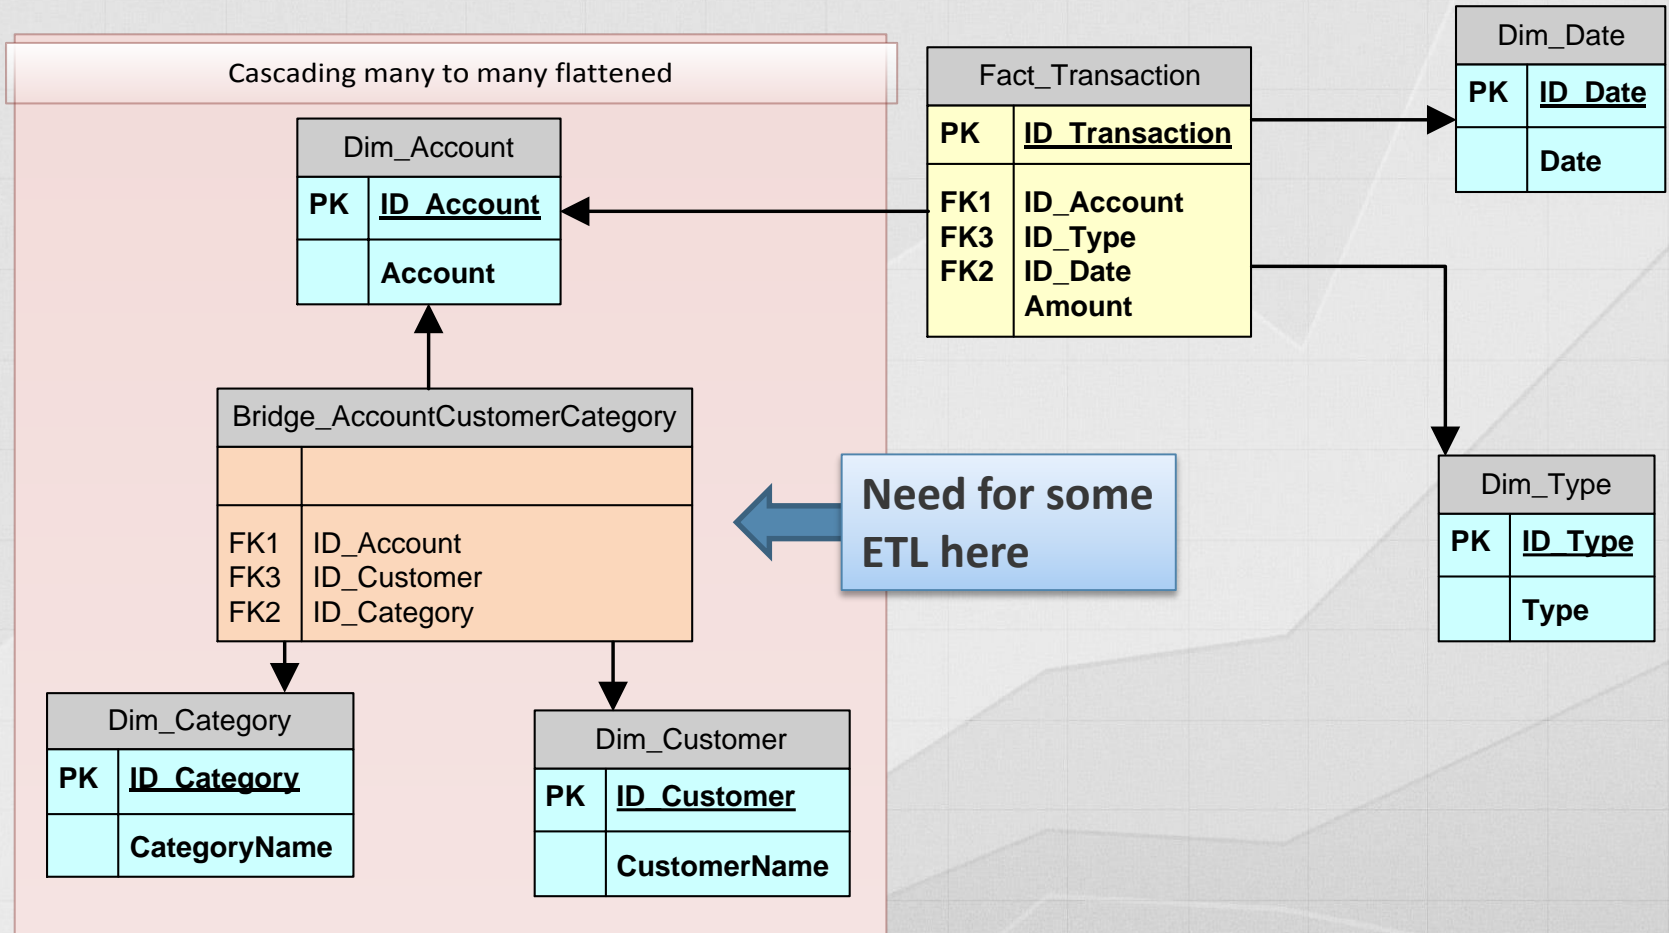 Cascading many to many flattened
Dim_Account
PK ID_Account
Account
Fact_Transaction
PK ID_Transaction
FK1 ID_Account
FK3 ID_Type
FK2 ID_Date
Amount
Dim_Date
PK ID_Date
Date
Bridge_AccountCustomerCategory
FK1 ID_Account
FK3 ID_Customer
FK2 ID_Category
Need for some
ETL here
Dim_Type
PK ID_Type
Type
Dim_Category
PK ID_Category
CategoryName
Dim_Customer
PK ID_Customer
CustomerName